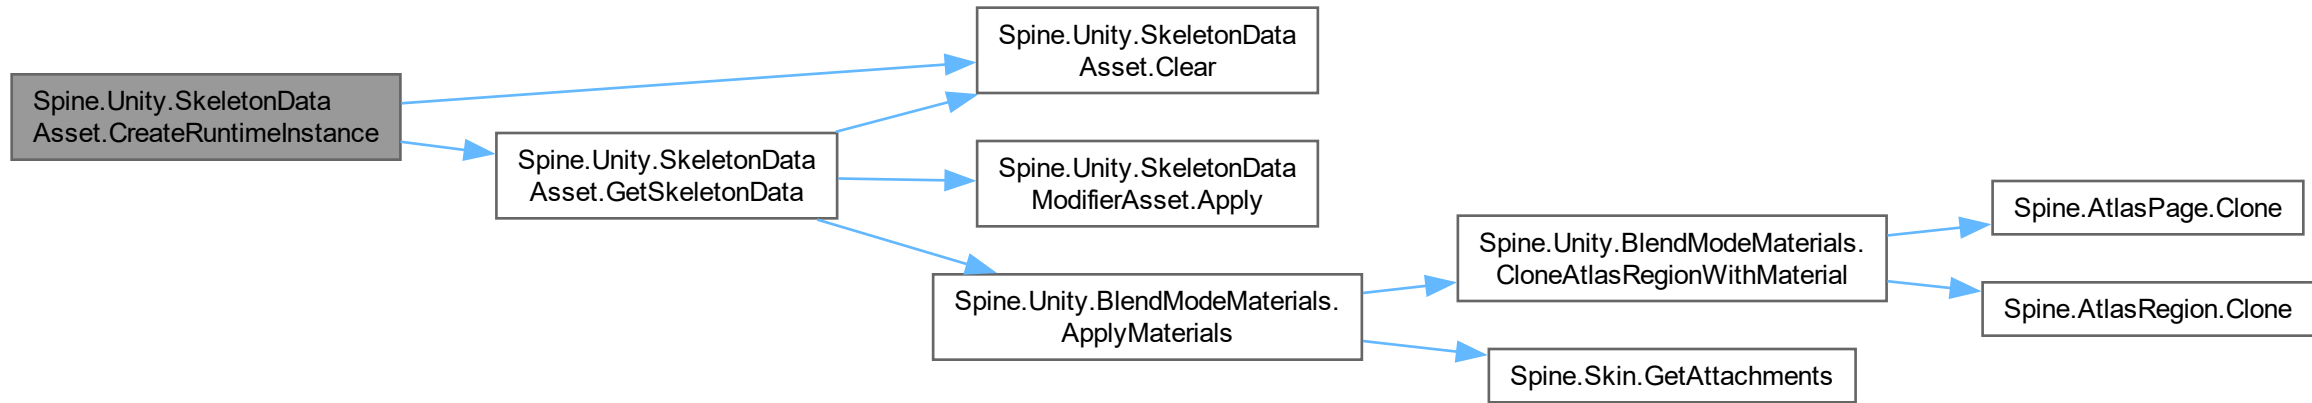 Spine.Unity.SkeletonData
Asset.CreateRuntimeInstance
Spine.Unity.SkeletonData
Asset.Clear
Spine.Unity.SkeletonData
Asset.GetSkeletonData
Spine.Unity.SkeletonData
ModifierAsset.Apply
Spine.Unity.BlendModeMaterials.
ApplyMaterials
Spine.Unity.BlendModeMaterials.
CloneAtlasRegionWithMaterial
Spine.AtlasPage.Clone
Spine.AtlasRegion.Clone
Spine.Skin.GetAttachments